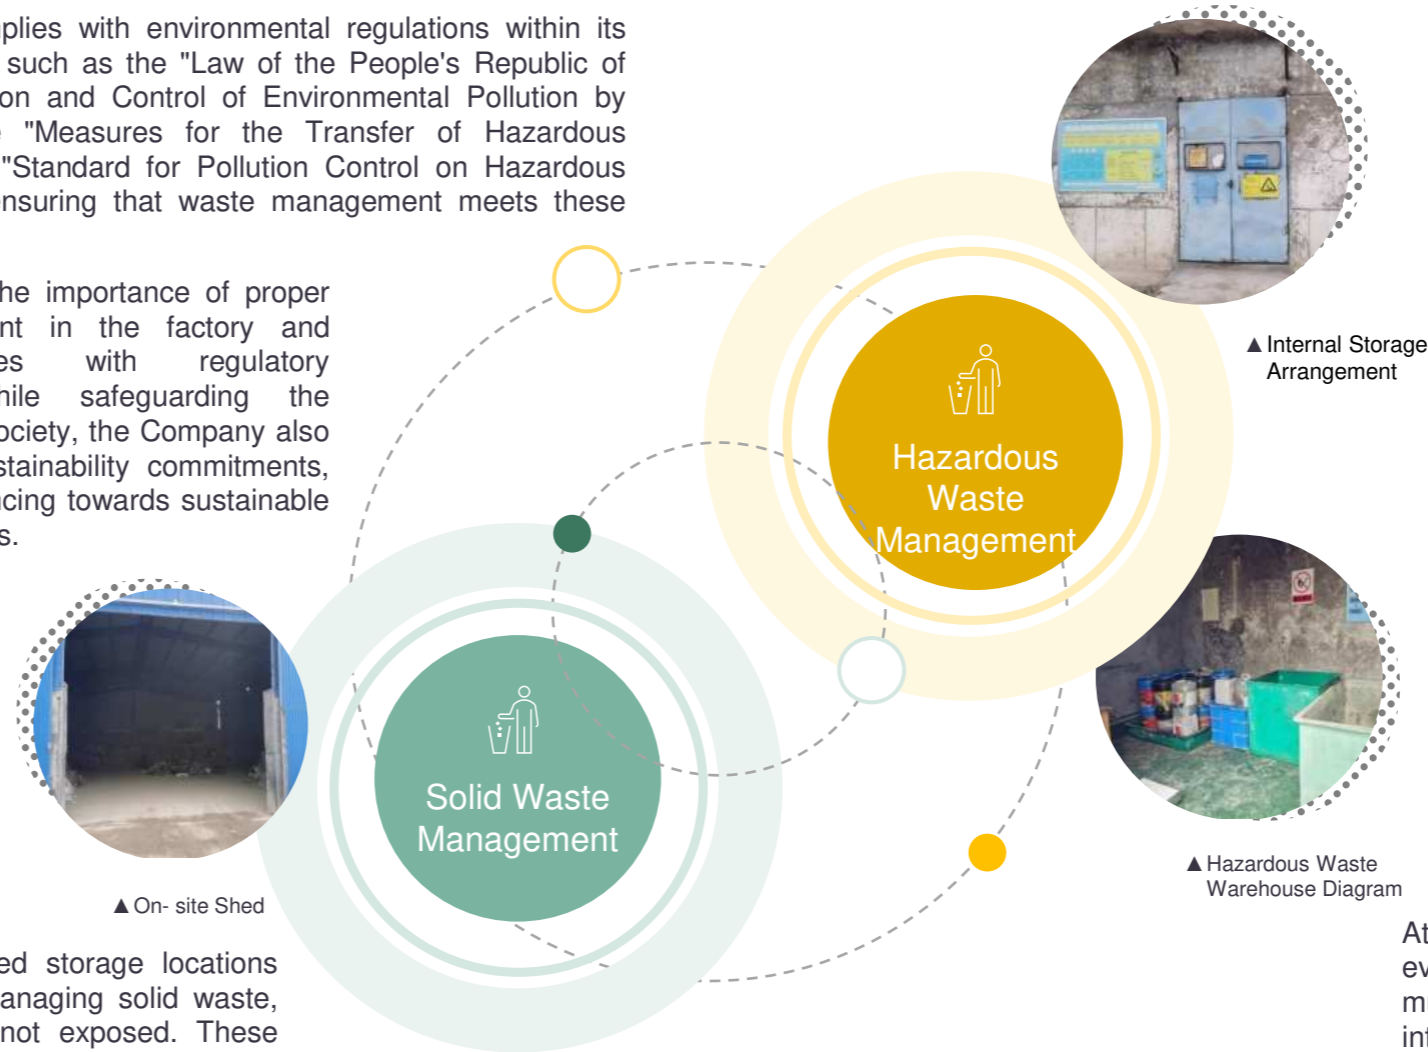 plies with environmental regulations within its
such as the "Law of the People's Republic of
on and Control of Environmental Pollution by
"Measures for the Transfer of Hazardous
"Standard for Pollution Control on Hazardous
ensuring that waste management meets these
he importance of proper
nt in the factory and
es with regulatory
hile safeguarding the
ociety, the Company also
stainability commitments,
ncing towards sustainable
s.
▲ Internal Storage
Arrangement
Hazardous
Waste
Management
Solid Waste
Management
▲ On- site Shed
▲ Hazardous Waste
Warehouse Diagram
ed storage locations
anaging solid waste,
not exposed. These
At
ev
m
int